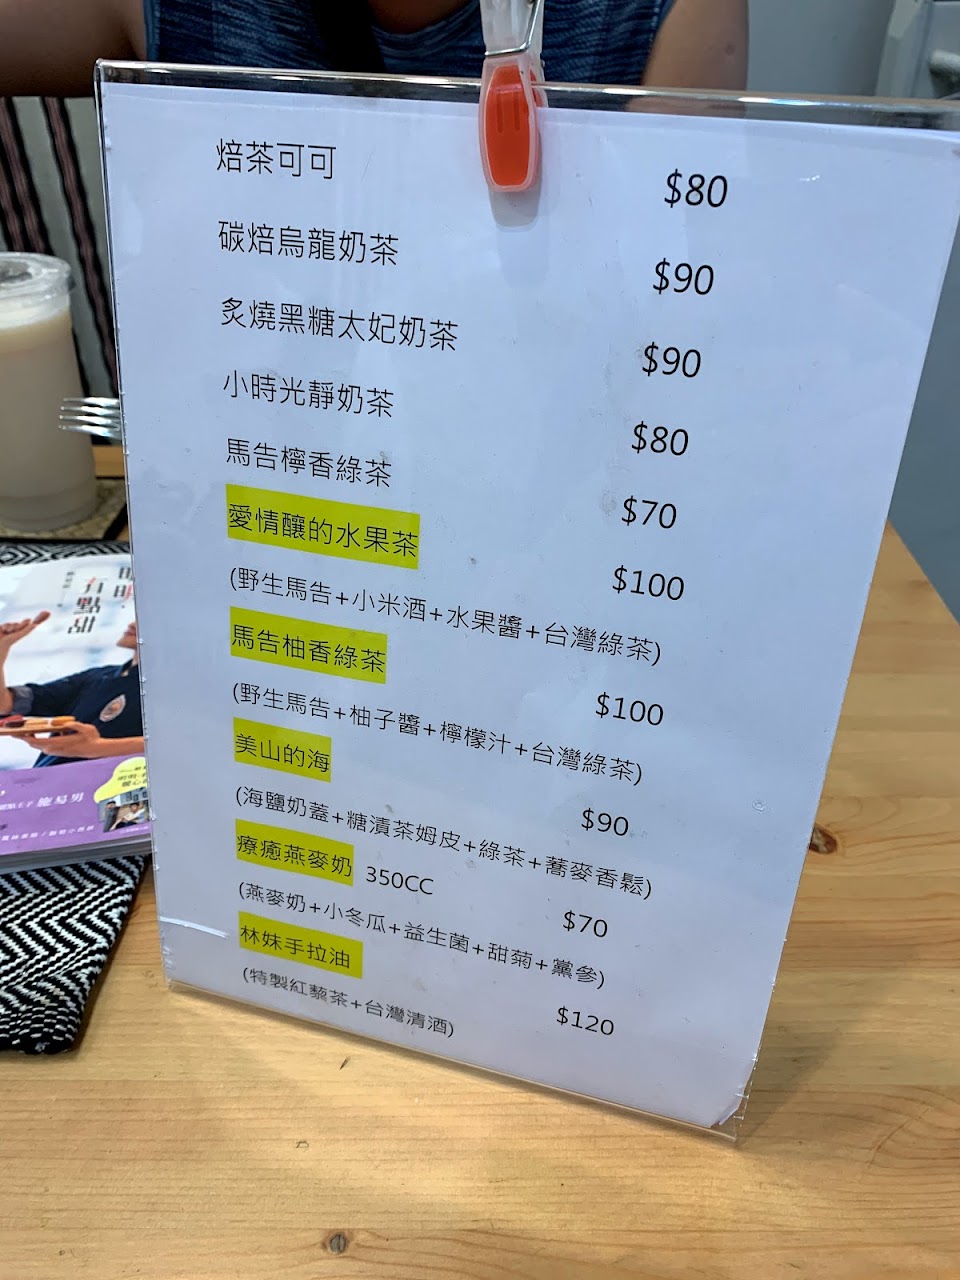 焙茶可可 $80
碳焙烏龍奶茶 $90
炙燒黑糖太妃奶茶 $90
小時光靜奶茶 $80
馬告檸香綠茶 $70
愛情釀的水果茶 $100
(野生馬告+小米酒+水果醬+台灣綠茶)
馬告柚香綠茶 $100
(野生馬告+柚子醬+檸檬汁+台灣綠茶)
美山的海 $90
(海鹽奶蓋+糖漬茶姆皮+綠茶+蕎麥香鬆)
療癒燕麥奶 350CC $70
(燕麥奶+小冬瓜+益生菌+甜菊+黨參)
林妹手拉油 $120
(特製紅藜茶+台灣清酒)
有點甜
施易男